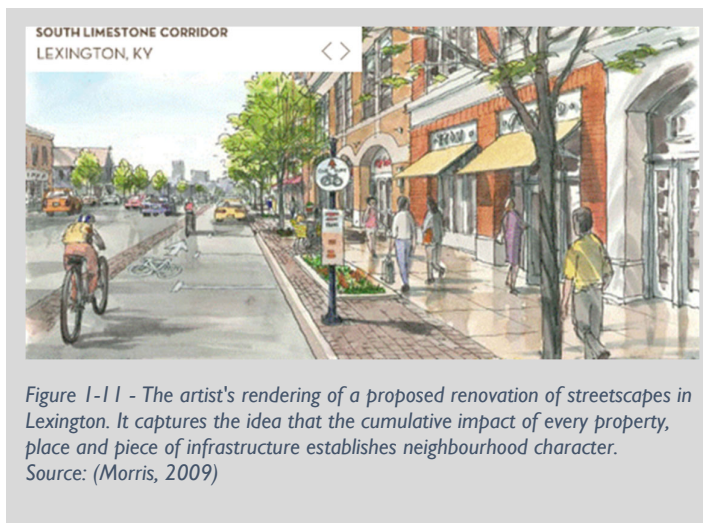 SOUTH LIMESTONE CORRIDOR
LEXINGTON, KY
Figure 1-11 - The artist's rendering of a proposed renovation of streetscapes in
Lexington. It captures the idea that the cumulative impact of every property,
place and piece of infrastructure establishes neighbourhood character.
Source: (Morris, 2009)